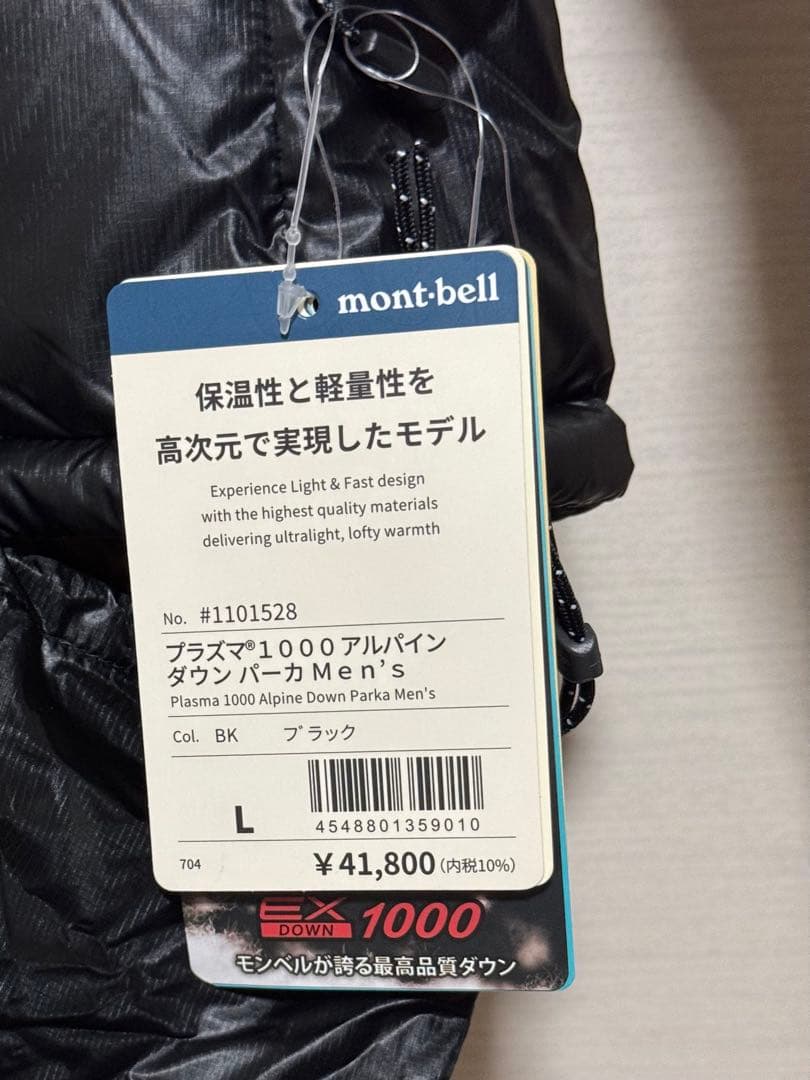 mont·bell
保温性と軽量性を
高次元で実現したモデル
Experience Light & Fast design
with the highest quality materials
delivering ultralight, lofty warmth
No. #1101528
プラズマ®1000アルパイン
ダウン パーカ Men's
Plasma 1000 Alpine Down Parka Men's
Col. BK ブラック
L
4548801359010
704
¥41,800(内税10%)
EX
DOWN 1000
モンベルが誇る最高品質ダウン